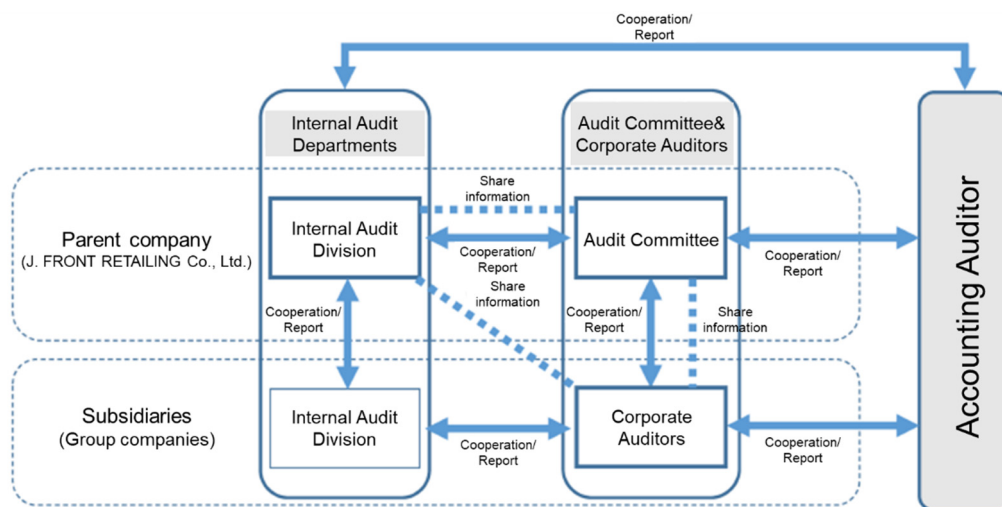 Cooperation/
Report
Internal Audit
Departments
Audit Committee&
Corporate Auditors
Accounting Auditor
Parent company
(J. FRONT RETAILING Co., Ltd.)
Internal Audit
Division
Share
information
Cooperation/
Report
Audit Committee
Cooperation/
Report
Share
information
Cooperation/
Report
Cooperation/
Report
Share
information
Subsidiaries
(Group companies)
Internal Audit
Division
Cooperation/
Report
Corporate
Auditors
Cooperation/
Report